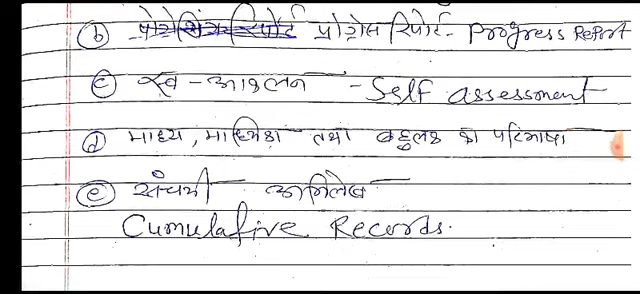 (b) प्रोग्रेस रिपोर्ट - Progress Report
(c) स्व - आकलन - Self assessment
(d) माध्य, माध्यिका तथा बहुलक की परिभाषा
(e) संचयी अभिलेख
Cumulative Records.